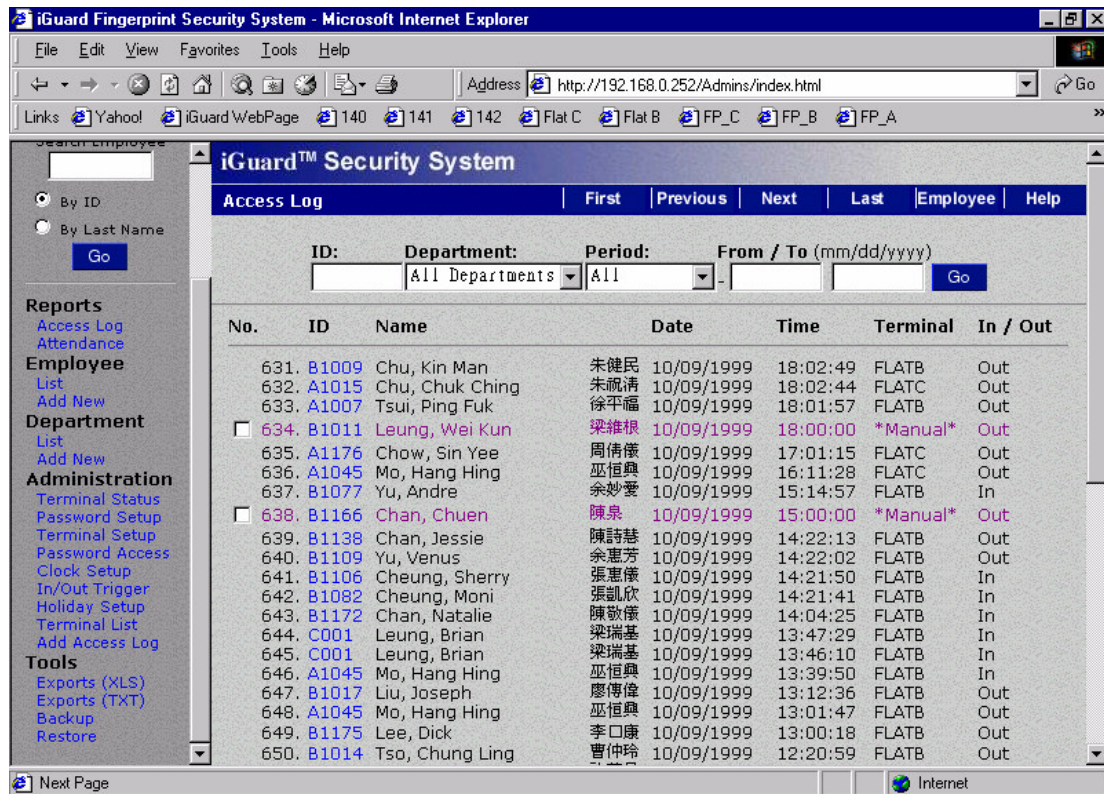 iGuard Fingerprint Security System - Microsoft Internet Explorer
File Edit View Favorites Tools Help
Address http://192.168.0.252/Admins/index.html Go
Links Yahoo! iGuard WebPage 140 141 142 Flat C Flat B FP_C FP_B FP_A »
Search Employee
By ID
By Last Name
Go
Reports
Access Log
Attendance
Employee
List
Add New
Department
List
Add New
Administration
Terminal Status
Password Setup
Terminal Setup
Password Access
Clock Setup
In/Out Trigger
Holiday Setup
Terminal List
Add Access Log
Tools
Exports (XLS)
Exports (TXT)
Backup
Restore
iGuard™ Security System
Access Log First Previous Next Last Employee Help
ID: Department: Period: From / To (mm/dd/yyyy)
All Departments All - Go
No. ID Name Date Time Terminal In / Out
631. B1009 Chu, Kin Man 朱健民 10/09/1999 18:02:49 FLATB Out
632. A1015 Chu, Chuk Ching 朱祝清 10/09/1999 18:02:44 FLATC Out
633. A1007 Tsui, Ping Fuk 徐平福 10/09/1999 18:01:57 FLATB Out
634. B1011 Leung, Wei Kun 梁維根 10/09/1999 18:00:00 *Manual* Out
635. A1176 Chow, Sin Yee 周倩儀 10/09/1999 17:01:15 FLATC Out
636. A1045 Mo, Hang Hing 巫恒興 10/09/1999 16:11:28 FLATC Out
637. B1077 Yu, Andre 余妙愛 10/09/1999 15:14:57 FLATB In
638. B1166 Chan, Chuen 陳泉 10/09/1999 15:00:00 *Manual* Out
639. B1138 Chan, Jessie 陳詩慧 10/09/1999 14:22:13 FLATB Out
640. B1109 Yu, Venus 余惠芳 10/09/1999 14:22:02 FLATB Out
641. B1106 Cheung, Sherry 張惠儀 10/09/1999 14:21:50 FLATB In
642. B1082 Cheung, Moni 張凱欣 10/09/1999 14:21:41 FLATB In
643. B1172 Chan, Natalie 陳敬儀 10/09/1999 14:04:25 FLATB In
644. C001 Leung, Brian 梁瑞基 10/09/1999 13:47:29 FLATB In
645. C001 Leung, Brian 梁瑞基 10/09/1999 13:46:10 FLATB In
646. A1045 Mo, Hang Hing 巫恒興 10/09/1999 13:39:50 FLATB In
647. B1017 Liu, Joseph 廖傳偉 10/09/1999 13:12:36 FLATB Out
648. A1045 Mo, Hang Hing 巫恒興 10/09/1999 13:01:47 FLATB Out
649. B1175 Lee, Dick 李口康 10/09/1999 13:00:18 FLATB Out
650. B1014 Tso, Chung Ling 曹仲玲 10/09/1999 12:20:59 FLATB Out
Next Page Internet